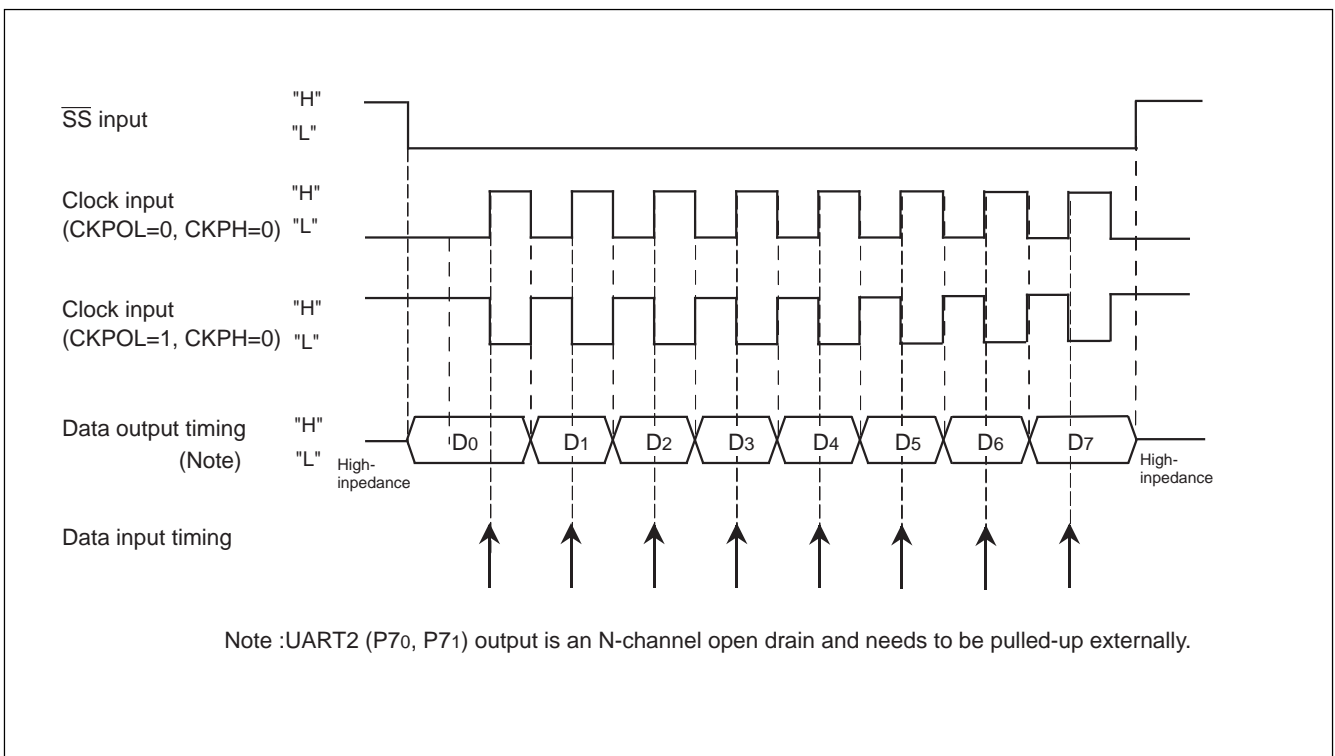 SS input
"H"
"L"
Clock input
(CKPOL=0, CKPH=0)
"H"
"L"
Clock input
(CKPOL=1, CKPH=0)
"H"
"L"
Data output timing
(Note)
"H"
"L"
High-
inpedance
D0 D1 D2 D3 D4 D5 D6 D7
High-
inpedance
Data input timing
Note :UART2 (P70, P71) output is an N-channel open drain and needs to be pulled-up externally.